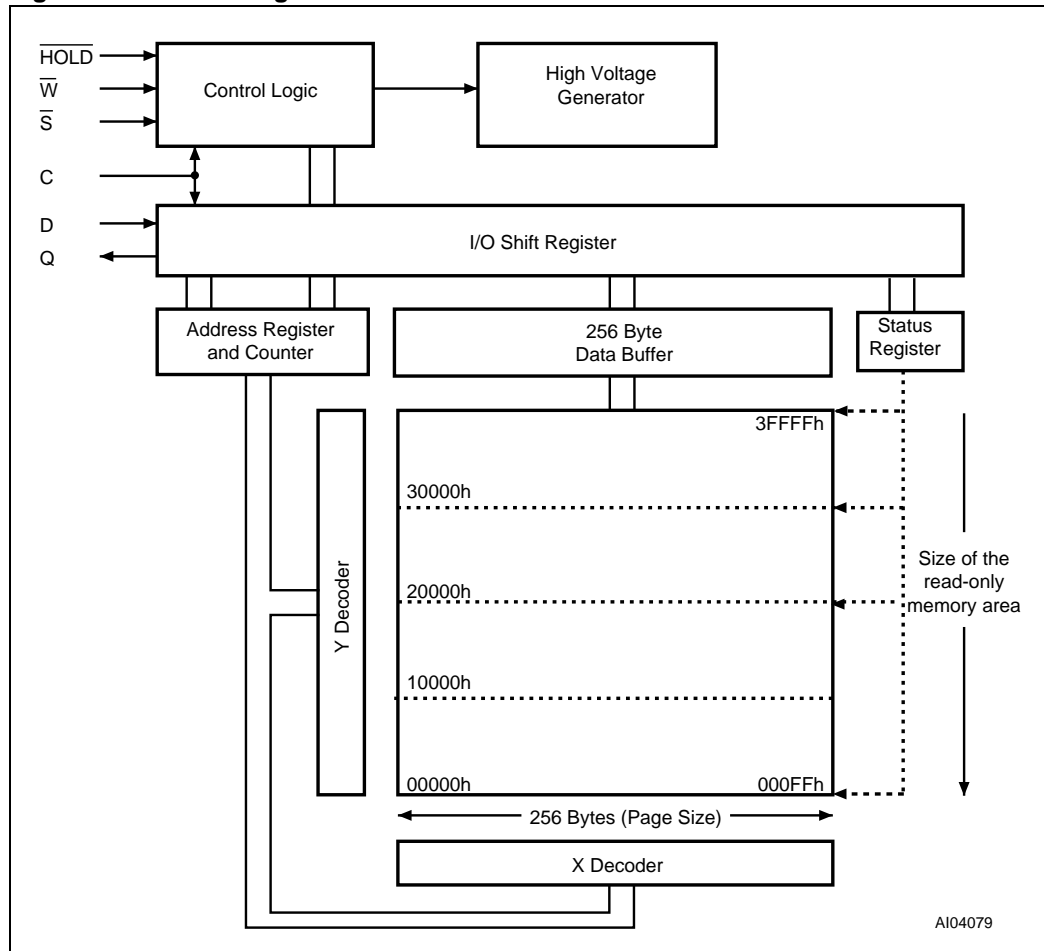 HOLD
W
S
C
D
Q
Control Logic
High Voltage
Generator
I/O Shift Register
Address Register
and Counter
256 Byte
Data Buffer
Status
Register
3FFFFh
30000h
20000h
10000h
00000h
000FFh
Y Decoder
Size of the
read-only
memory area
256 Bytes (Page Size)
X Decoder
AI04079